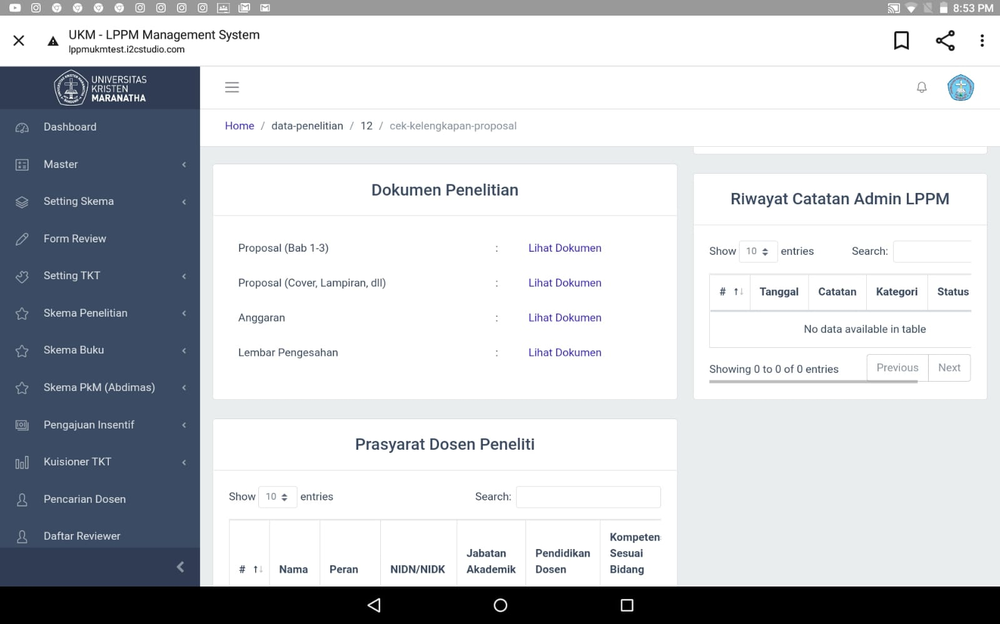 8:53 PM
UKM - LPPM Management System
lppmukmtest.i2cstudio.com
UNIVERSITAS
KRISTEN
MARANATHA
Dashboard
Master
Setting Skema
Form Review
Setting TKT
Skema Penelitian
Skema Buku
Skema PkM (Abdimas)
Pengajuan Insentif
Kuisioner TKT
Pencarian Dosen
Daftar Reviewer
Home / data-penelitian / 12 / cek-kelengkapan-proposal
Dokumen Penelitian
Proposal (Bab 1-3) : Lihat Dokumen
Proposal (Cover, Lampiran, dll) : Lihat Dokumen
Anggaran : Lihat Dokumen
Lembar Pengesahan : Lihat Dokumen
Riwayat Catatan Admin LPPM
Show 10 entries Search:
# Tanggal Catatan Kategori Status
No data available in table
Showing 0 to 0 of 0 entries Previous Next
Prasyarat Dosen Peneliti
Show 10 entries Search:
# Nama Peran NIDN/NIDK
Jabatan
Akademik
Pendidikan
Dosen
Kompeten
Sesuai
Bidang